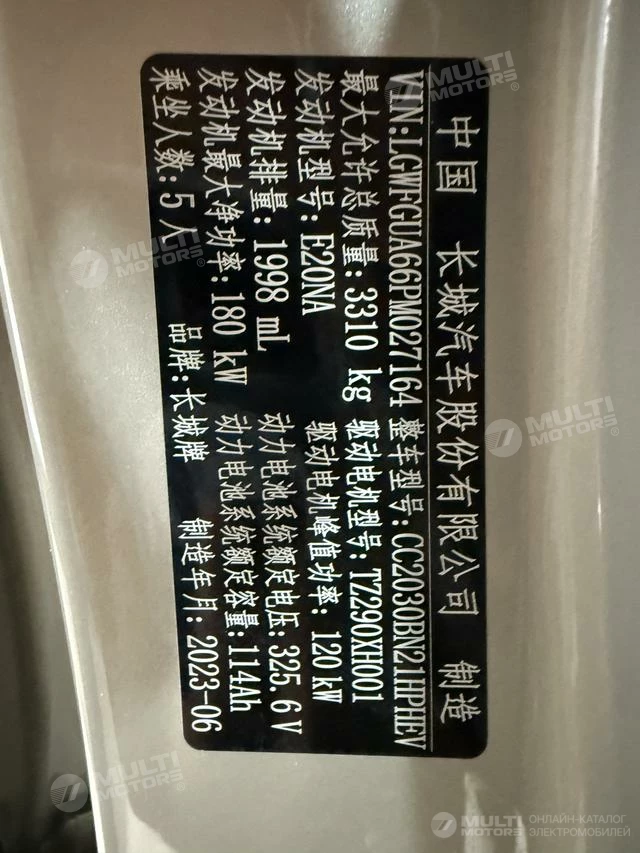 中国 长城汽车股份有限公司 制造
VIN:LGWFGUA66PM027164 整车型号:CC2030BN21HPHEV
最大允许总质量:3310 kg 驱动电机型号:TZ290XH001
发动机型号:E20NA 驱动电机峰值功率:120kW
发动机排量:1998 mL 动力电池系统额定电压:325.6V
发动机最大净功率:180 kW 动力电池系统额定容量:114Ah
乘坐人数:5人 品牌:长城牌 制造年月:2023-06
MULTI MOTORS®
MULTI MOTORS®
MULTI MOTORS®
MULTI MOTORS®
MULTI MOTORS®
MULTI MOTORS® ОНЛАЙН-КАТАЛОГ ЭЛЕКТРОМОБИЛЕЙ